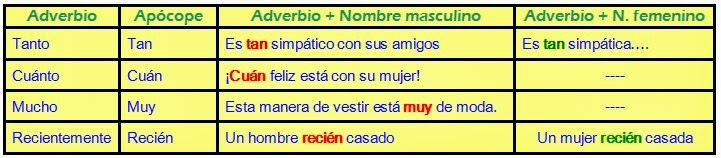 Adverbio Apócope Adverbio + Nombre masculino Adverbio + N. femenino
Tanto Tan Es tan simpático con sus amigos Es tan simpática....
Cuánto Cuán ¡Cuán feliz está con su mujer! ----
Mucho Muy Esta manera de vestir está muy de moda. ----
Recientemente Recién Un hombre recién casado Un mujer recién casada